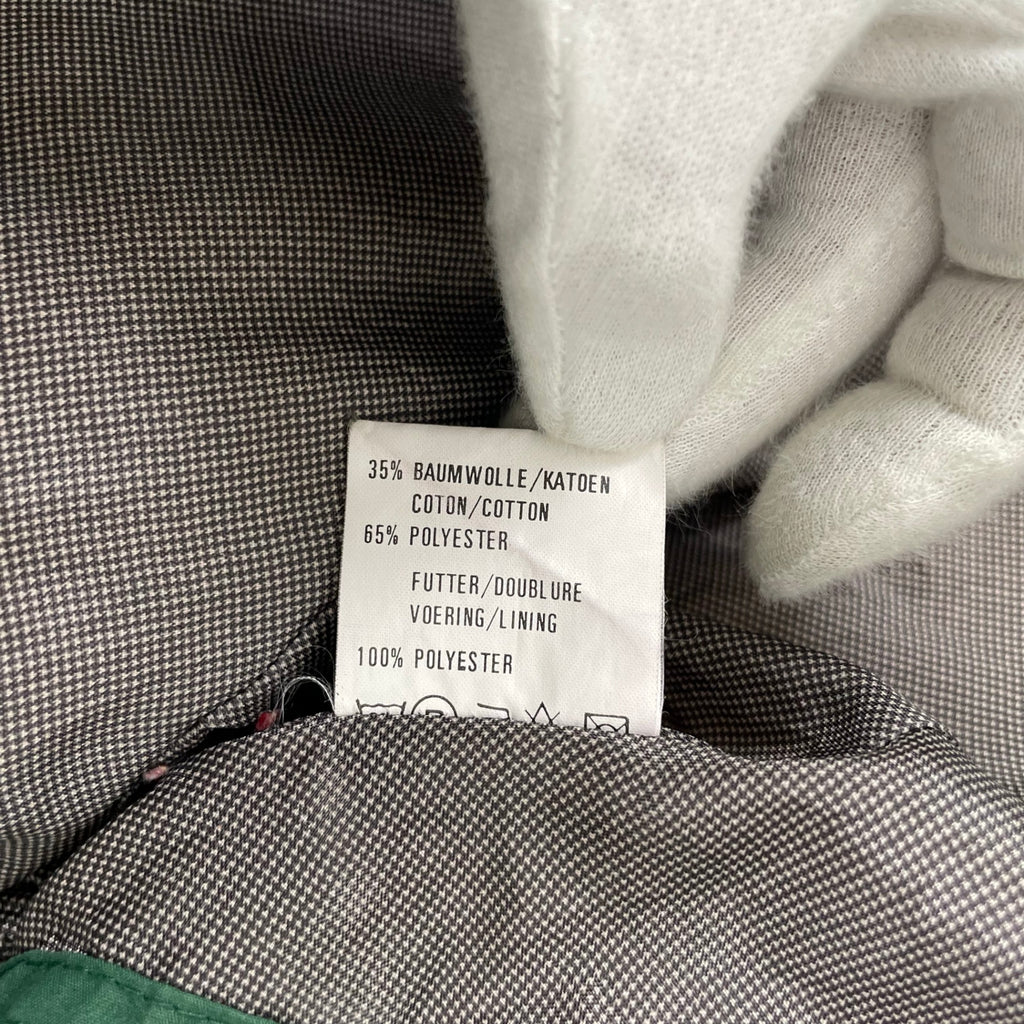 35% BAUMWOLLE/KATOEN
COTON/COTTON
65% POLYESTER
FUTTER/DOUBLURE
VOERING/LINING
100% POLYESTER